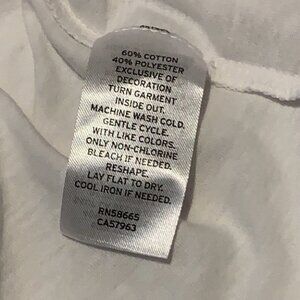 60% COTTON
40% POLYESTER
EXCLUSIVE OF
DECORATION
TURN GARMENT
INSIDE OUT.
MACHINE WASH COLD.
GENTLE CYCLE.
WITH LIKE COLORS.
ONLY NON-CHLORINE
BLEACH IF NEEDED.
RESHAPE.
LAY FLAT TO DRY.
COOL IRON IF NEEDED.
RN58665
CA57963